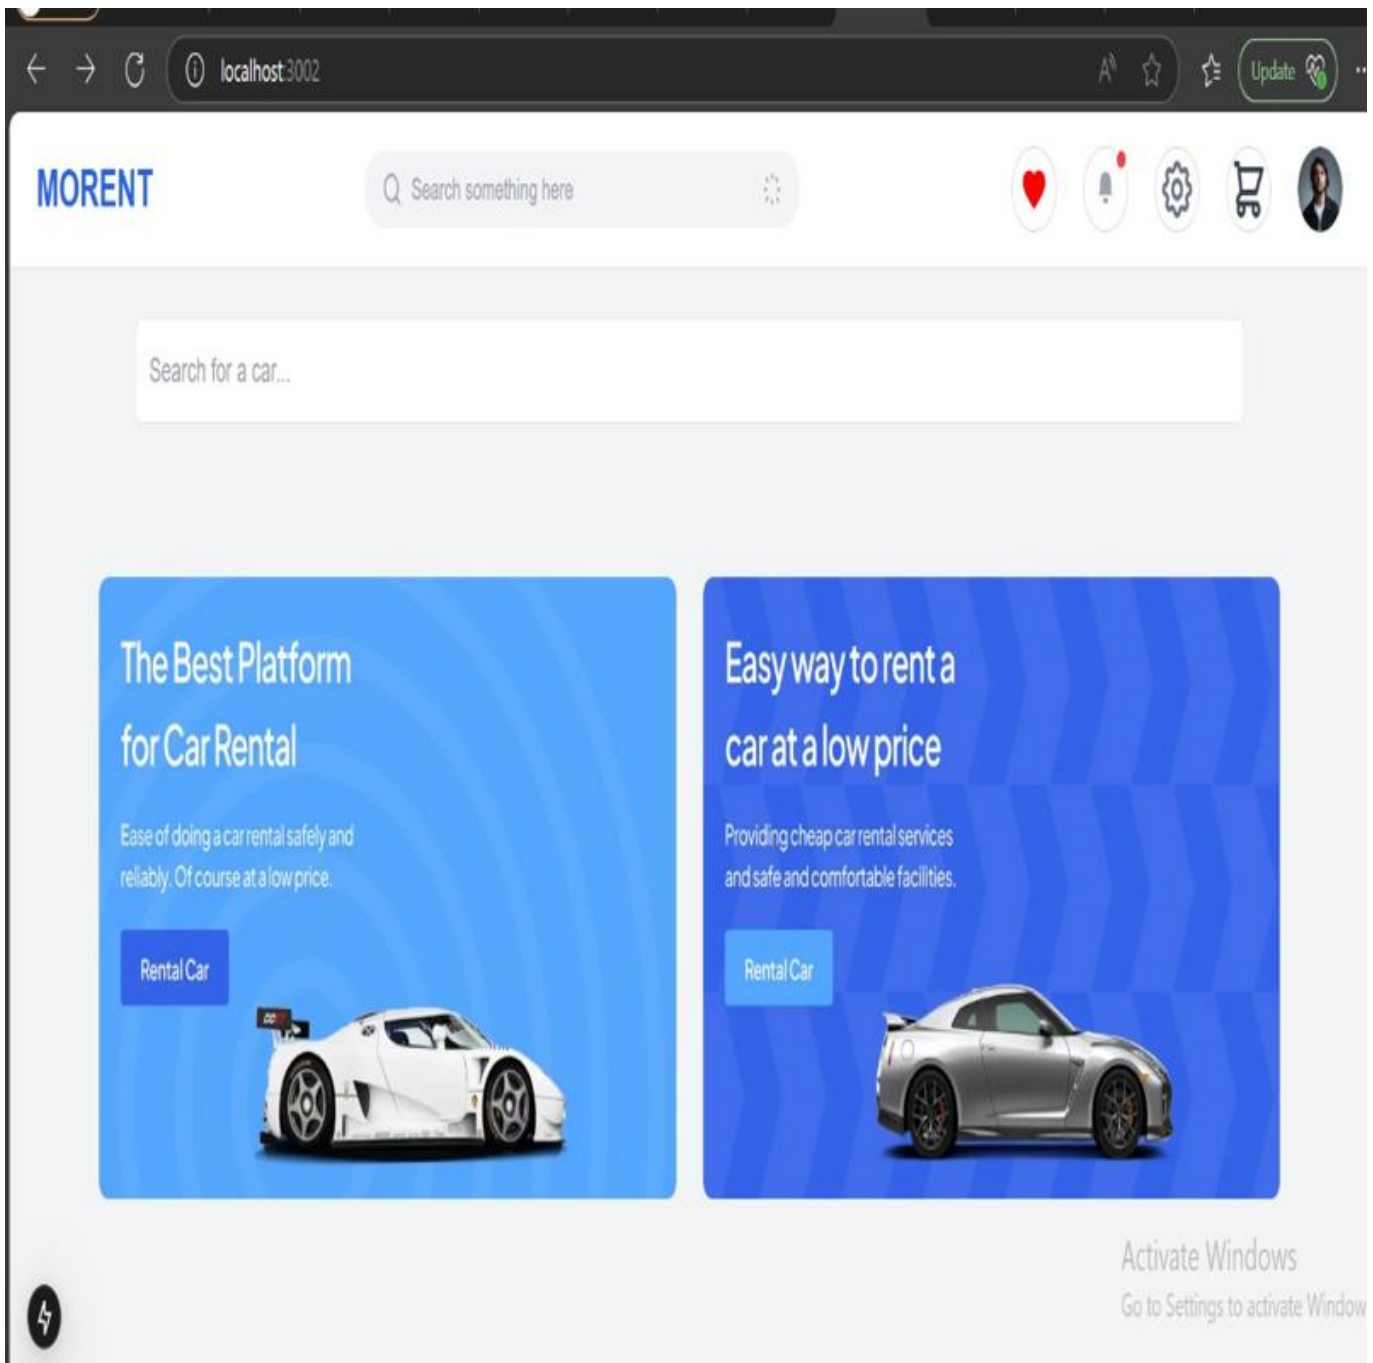 localhost:3002
Update
MORENT
Search something here
Search for a car...
The Best Platform
for Car Rental
Ease of doing a car rental safely and
reliably. Of course at a low price.
Rental Car
Easy way to rent a
car at a low price
Providing cheap car rental services
and safe and comfortable facilities.
Rental Car
Activate Windows
Go to Settings to activate Window